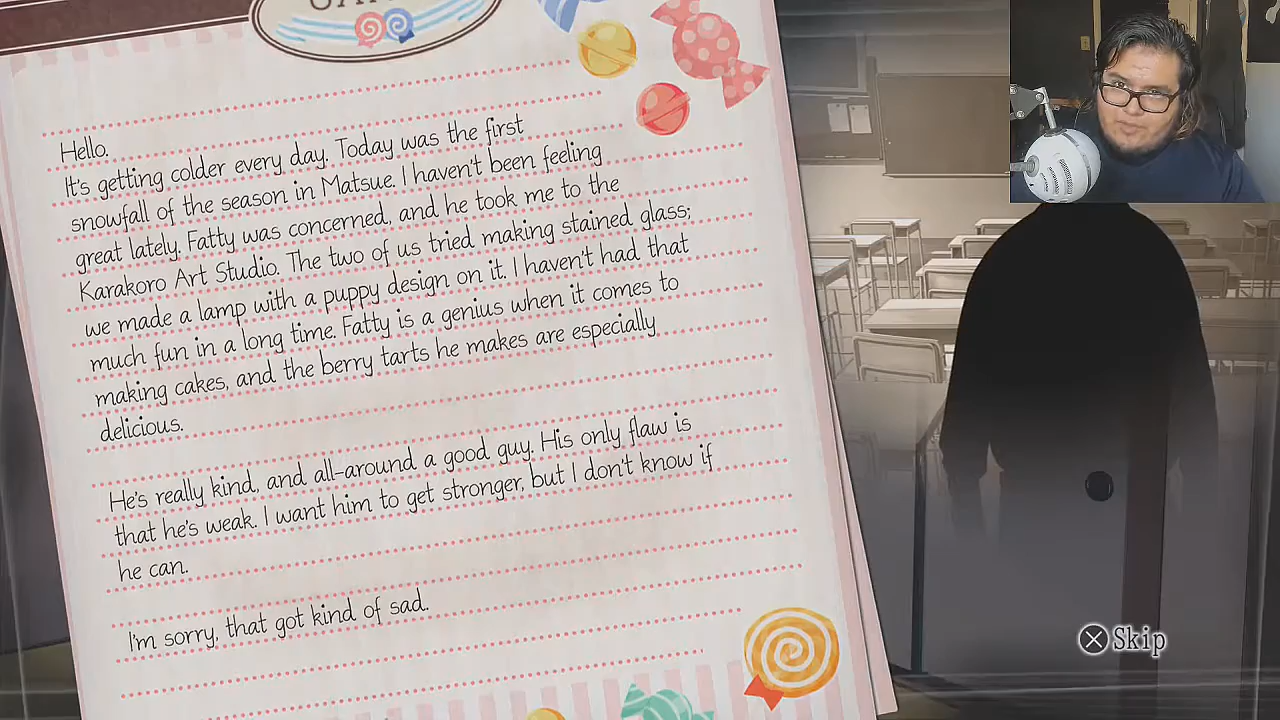 Hello.
It's getting colder every day. Today was the first
snowfall of the season in Matsue. I haven't been feeling
great lately. Fatty was concerned, and he took me to the
Karakoro Art Studio. The two of us tried making stained glass;
we made a lamp with a puppy design on it. I haven't had that
much fun in a long time. Fatty is a genius when it comes to
making cakes, and the berry tarts he makes are especially
delicious.
He's really kind, and all-around a good guy. His only flaw is
that he's weak. I want him to get stronger, but I don't know if
he can.
I'm sorry, that got kind of sad.
Skip